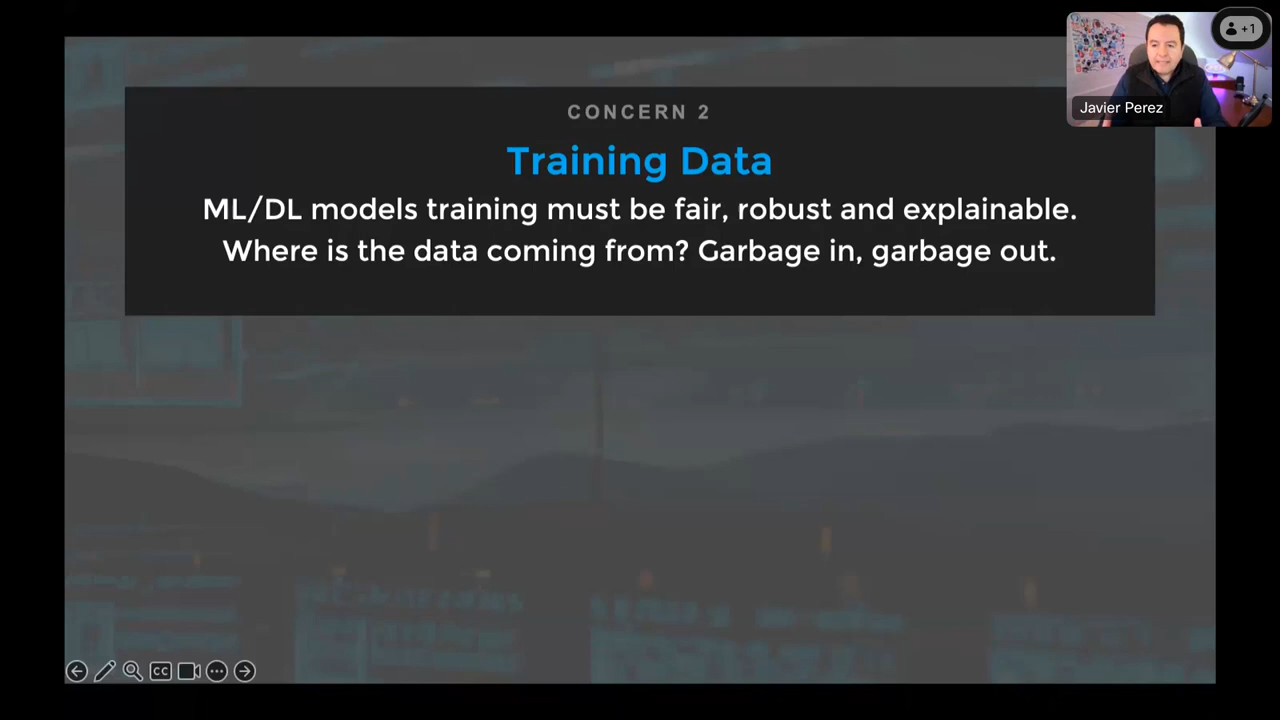 CONCERN 2
Training Data
ML/DL models training must be fair, robust and explainable.
Where is the data coming from? Garbage in, garbage out.
Javier Perez
+1
CC